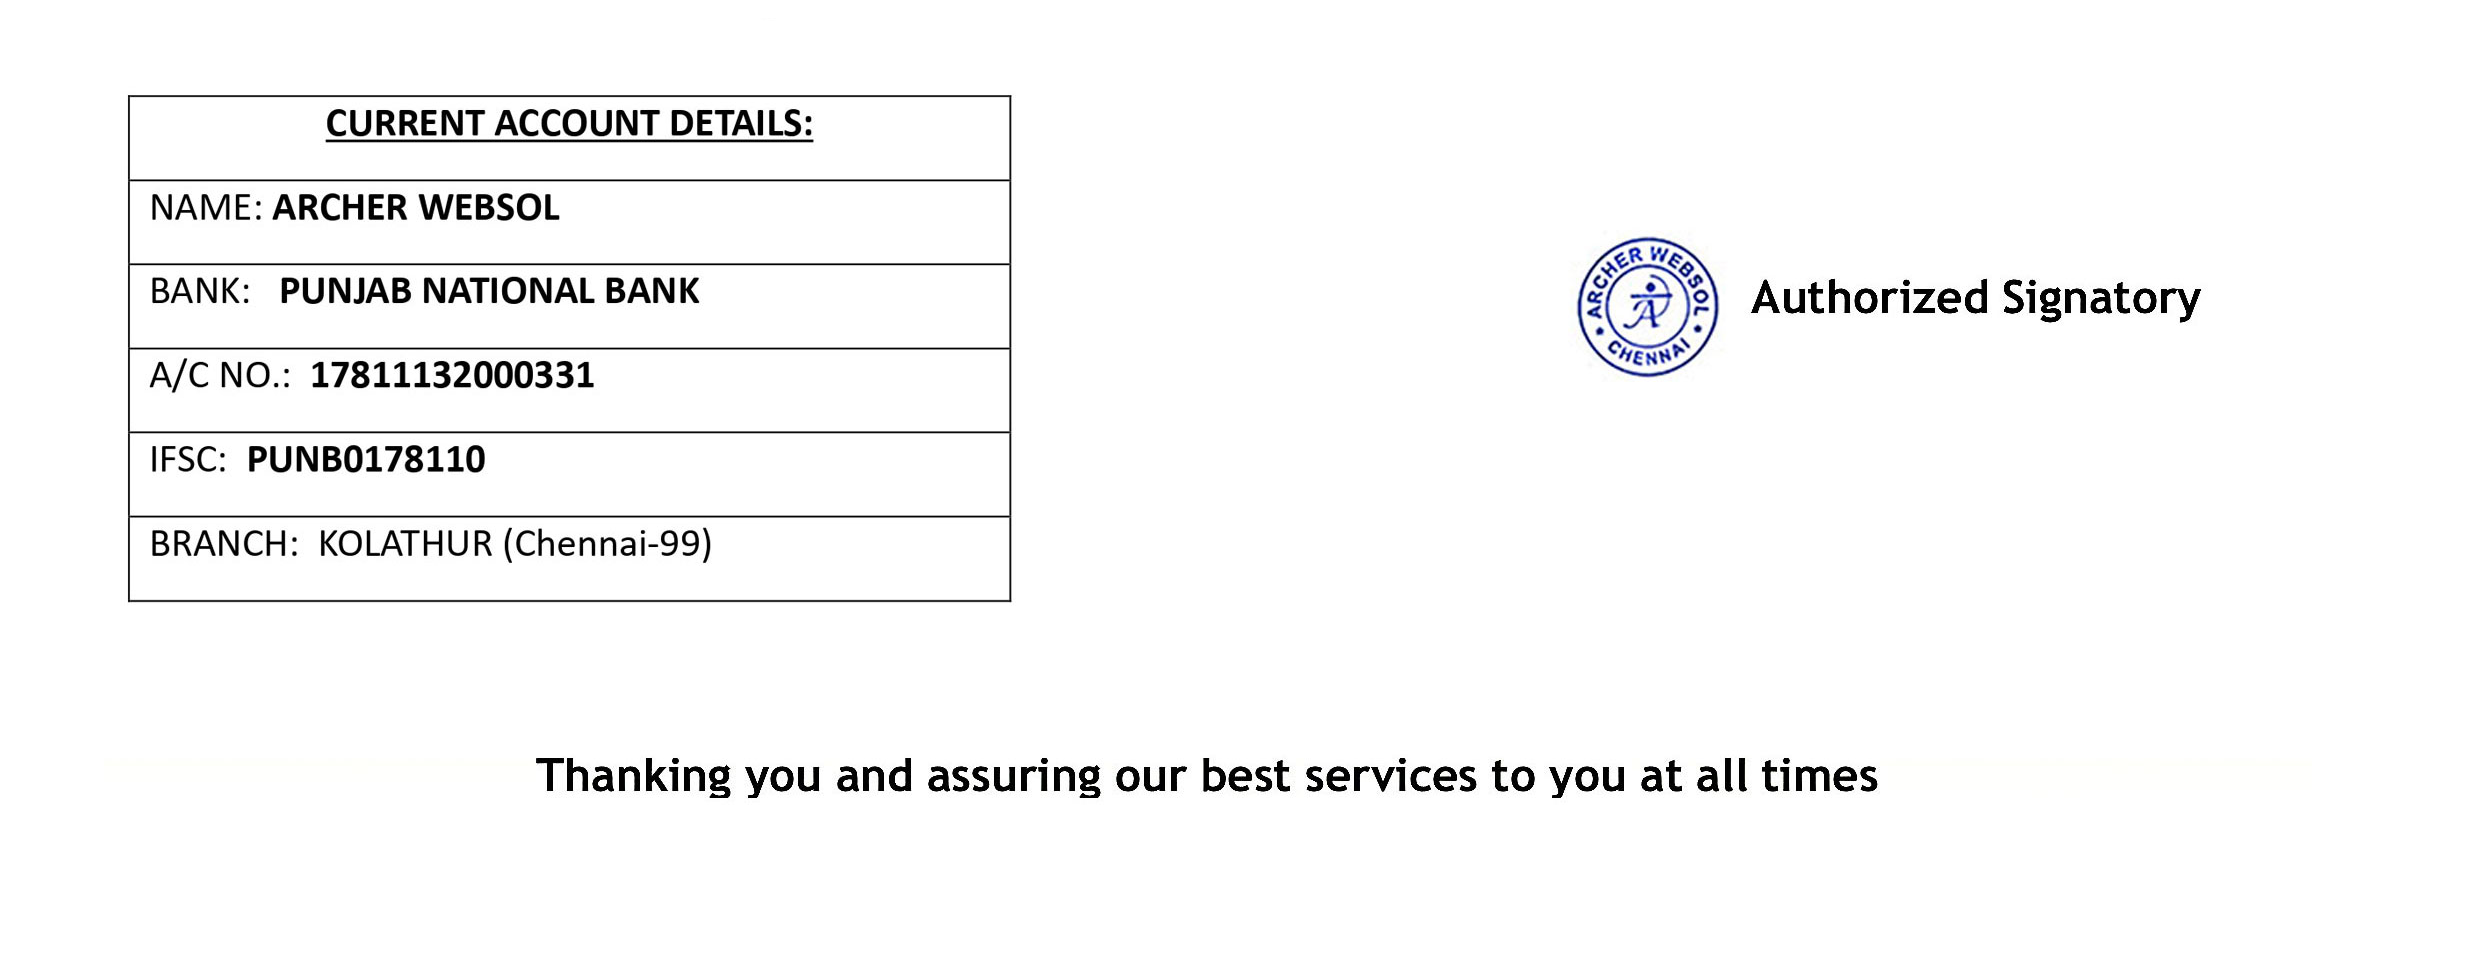 CURRENT ACCOUNT DETAILS:
NAME: ARCHER WEBSOL
BANK: PUNJAB NATIONAL BANK
A/C NO.: 17811132000331
IFSC: PUNB0178110
BRANCH: KOLATHUR (Chennai-99)
ARCHER WEBSOL
CHENNAI
Authorized Signatory
Thanking you and assuring our best services to you at all times